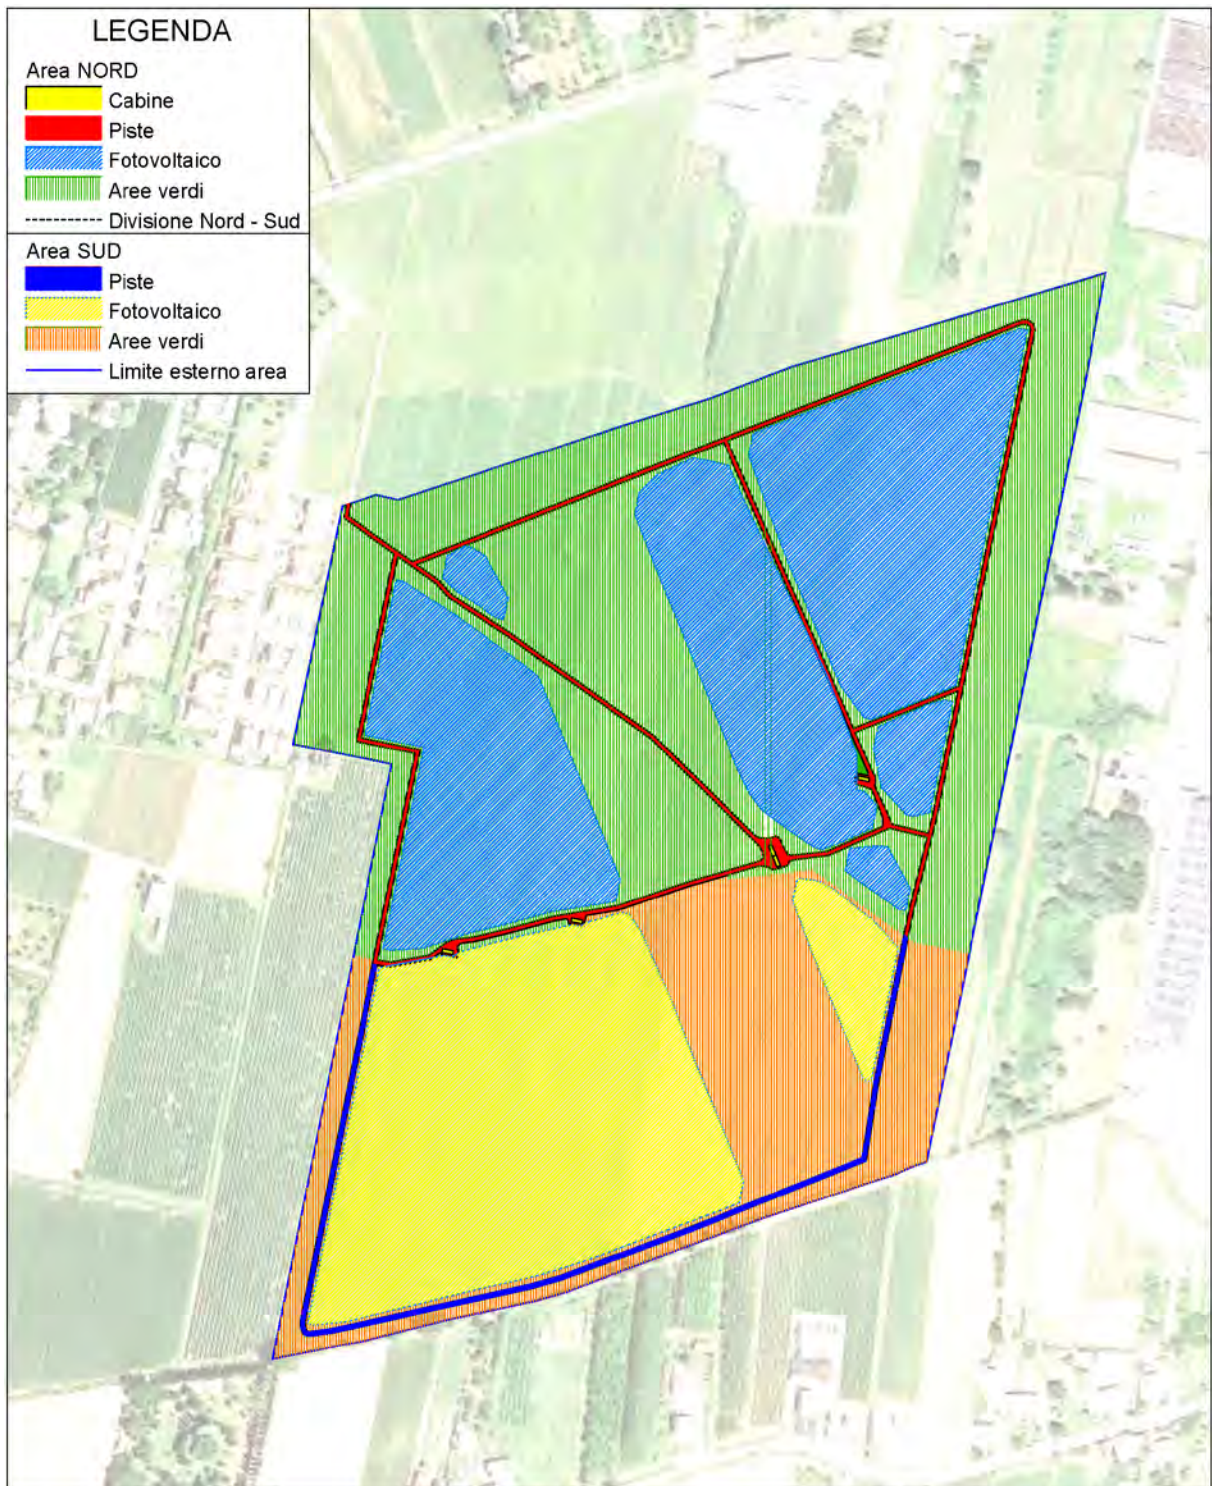 LEGENDA
Area NORD
Cabine
Piste
Fotovoltaico
Aree verdi
Divisione Nord - Sud
Area SUD
Piste
Fotovoltaico
Aree verdi
Limite esterno area